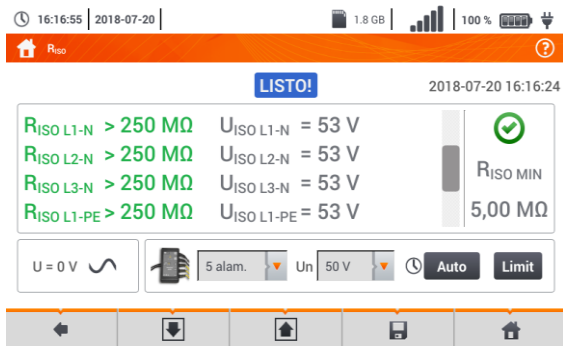 16:16:55 2018-07-20 1.8 GB 100 %
RISO
LISTO! 2018-07-20 16:16:24
RISO L1-N > 250 MΩ UISO L1-N = 53 V
RISO L2-N > 250 MΩ UISO L2-N = 53 V
RISO L3-N > 250 MΩ UISO L3-N = 53 V
RISO L1-PE > 250 MΩ UISO L1-PE = 53 V
RISO MIN
5,00 MΩ
U = 0 V 5 alam. Un 50 V Auto Limit